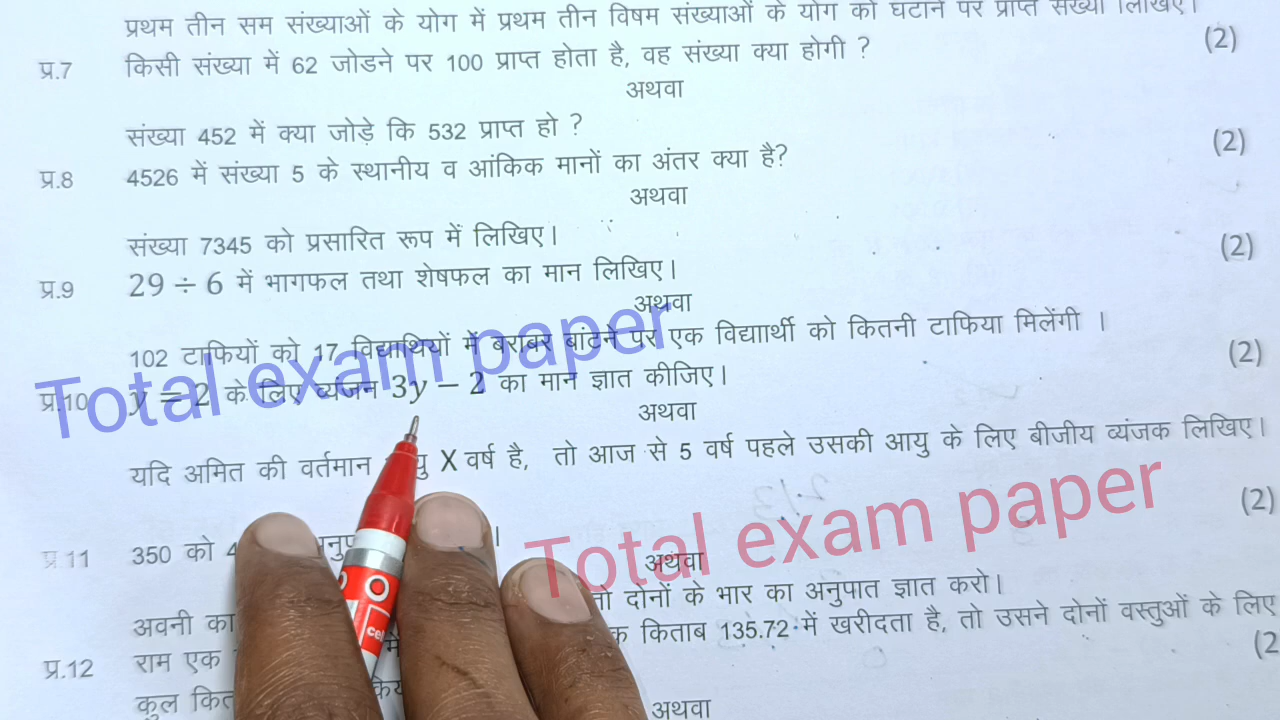 प्रथम तीन सम संख्याओं के योग में प्रथम तीन विषम संख्याओं के योग को घटाने पर प्राप्त संख्या लिखिए।
प्र.7 किसी संख्या में 62 जोडने पर 100 प्राप्त होता है, वह संख्या क्या होगी ? (2)
अथवा
संख्या 452 में क्या जोड़े कि 532 प्राप्त हो ?
प्र.8 4526 में संख्या 5 के स्थानीय व आंकिक मानों का अंतर क्या है? (2)
अथवा
संख्या 7345 को प्रसारित रूप में लिखिए।
प्र.9 29 ÷ 6 में भागफल तथा शेषफल का मान लिखिए। (2)
अथवा
102 टाफियों को 17 विद्याथियों में बराबर बांटने पर एक विद्याार्थी को कितनी टाफिया मिलेंगी ।
प्र.10 y = 2 के लिए व्यंजन 3y − 2 का मान ज्ञात कीजिए। (2)
अथवा
यदि अमित की वर्तमान X वर्ष है, तो आज से 5 वर्ष पहले उसकी आयु के लिए बीजीय व्यंजक लिखिए।
प्र 11 350 को 4 (2)
अथवा
अवनी का तो दोनों के भार का अनुपात ज्ञात करो।
प्र.12 राम एक किताब 135.72 में खरीदता है, तो उसने दोनों वस्तुओं के लिए
कुल (2
अथवा
Total exam paper
Total exam paper